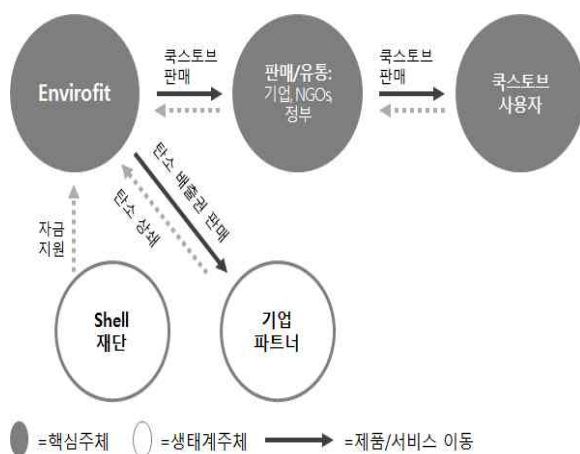 쿡스토브
판매
쿡스토브
판매
Envirofit
판매/유통:
기업, NGOs,
정부
쿡스토브
사용자
탄소 배출권 판매
탄소 상쇄
자금
지원
Shell
재단
기업
파트너
=핵심주체
=생태계주체
=제품/서비스 이동